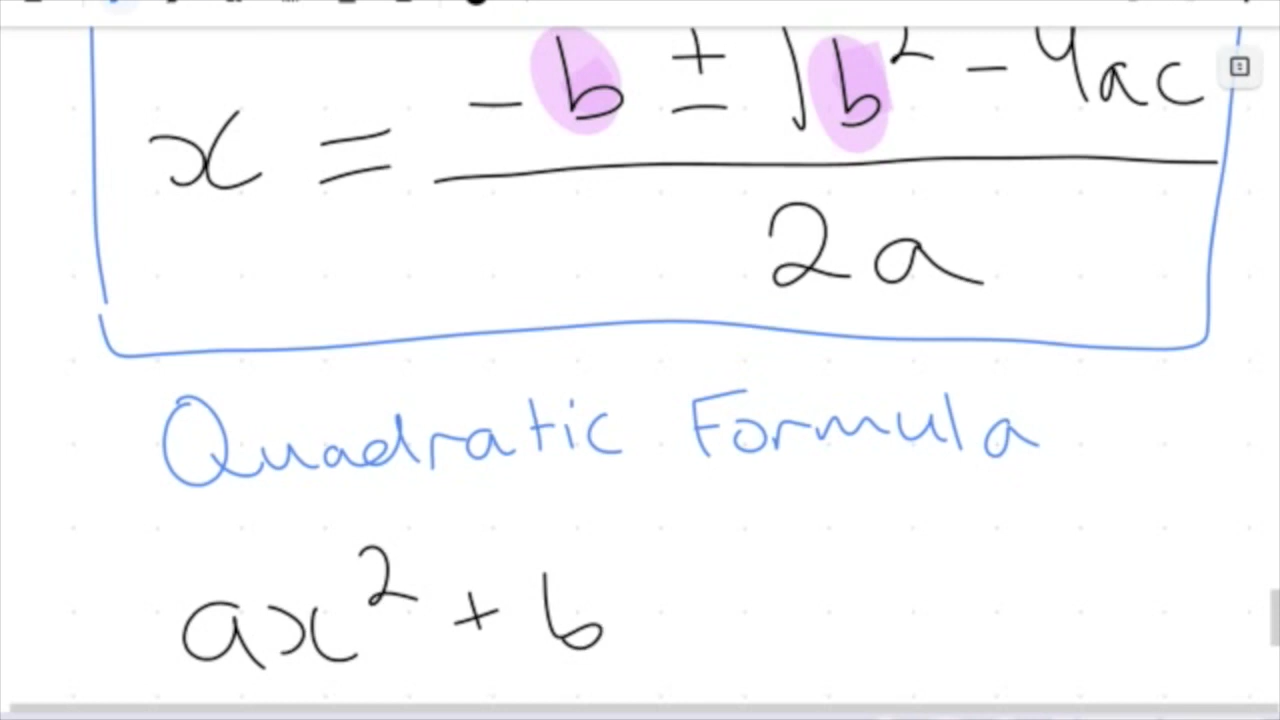 x = -b ± √b² - 4ac
2a
Quadratic Formula
ax² + b